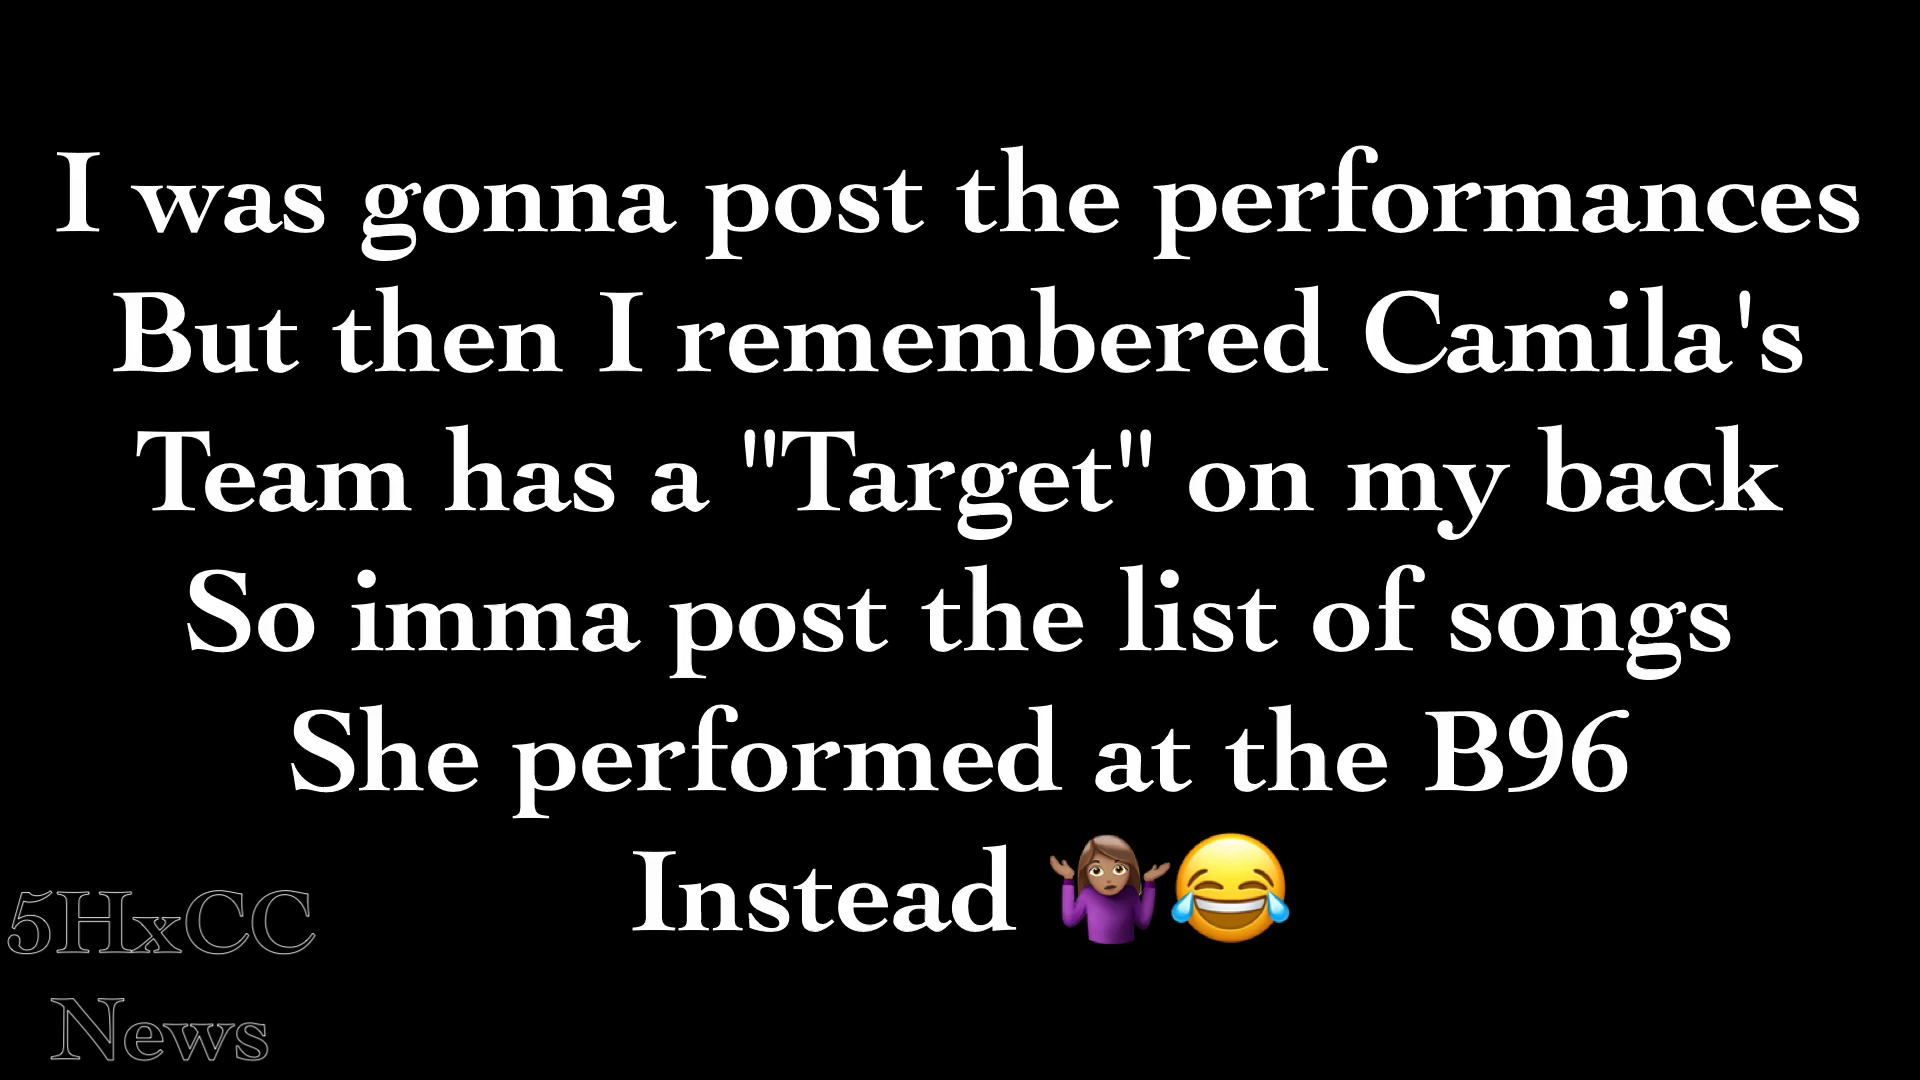 I was gonna post the performances
But then I remembered Camila's
Team has a "Target" on my back
So imma post the list of songs
She performed at the B96
Instead 🤷🏽‍♀️😂
5HxCC
News